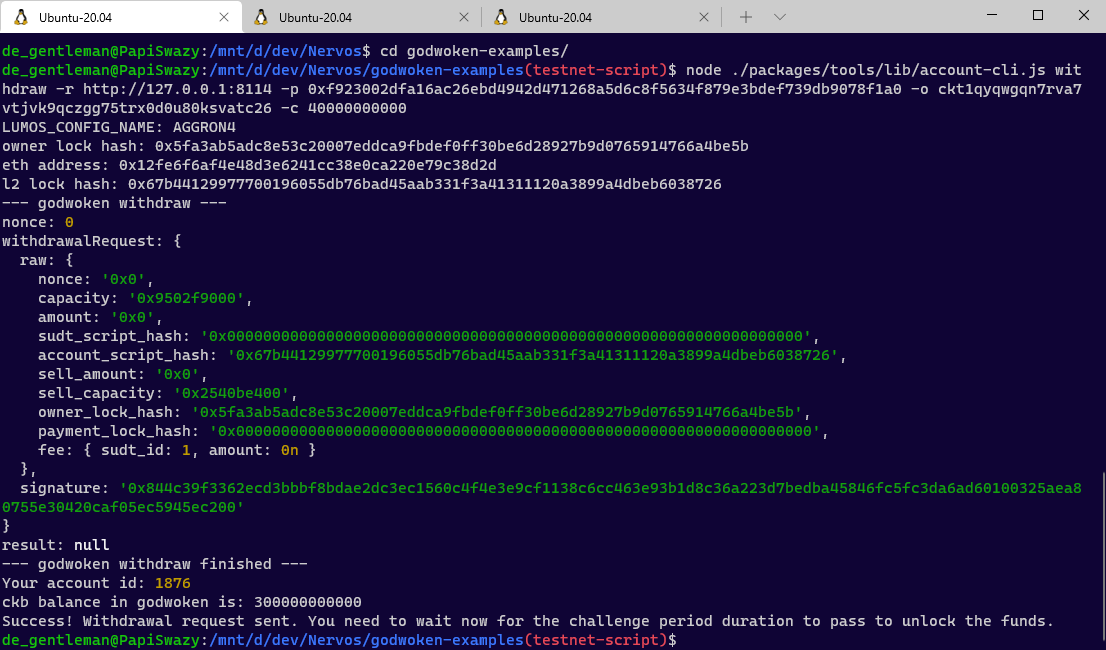 Ubuntu-20.04
Ubuntu-20.04
Ubuntu-20.04
de_gentleman@PapiSwazy:/mnt/d/dev/Nervos$ cd godwoken-examples/
de_gentleman@PapiSwazy:/mnt/d/dev/Nervos/godwoken-examples(testnet-script)$ node ./packages/tools/lib/account-cli.js wit
hdraw -r http://127.0.0.1:8114 -p 0xf923002dfa16ac26ebd4942d471268a5d6c8f5634f879e3bdef739db9078f1a0 -o ckt1qyqwgqn7rva7
vtjvk9qczgg75trx0d0u80ksvatc26 -c 40000000000
LUMOS_CONFIG_NAME: AGGRON4
owner lock hash: 0x5fa3ab5adc8e53c20007eddca9fbdef0ff30be6d28927b9d0765914766a4be5b
eth address: 0x12fe6f6af4e48d3e6241cc38e0ca220e79c38d2d
l2 lock hash: 0x67b44129977700196055db76bad45aab331f3a41311120a3899a4dbeb6038726
--- godwoken withdraw ---
nonce: 0
withdrawalRequest: {
raw: {
nonce: '0x0',
capacity: '0x9502f9000',
amount: '0x0',
sudt_script_hash: '0x0000000000000000000000000000000000000000000000000000000000000000',
account_script_hash: '0x67b44129977700196055db76bad45aab331f3a41311120a3899a4dbeb6038726',
sell_amount: '0x0',
sell_capacity: '0x2540be400',
owner_lock_hash: '0x5fa3ab5adc8e53c20007eddca9fbdef0ff30be6d28927b9d0765914766a4be5b',
payment_lock_hash: '0x0000000000000000000000000000000000000000000000000000000000000000',
fee: { sudt_id: 1, amount: 0n }
},
signature: '0x844c39f3362ecd3bbbf8bdae2dc3ec1560c4f4e3e9cf1138c6cc463e93b1d8c36a223d7bedba45846fc5fc3da6ad60100325aea8
0755e30420caf05ec5945ec200'
}
result: null
--- godwoken withdraw finished ---
Your account id: 1876
ckb balance in godwoken is: 300000000000
Success! Withdrawal request sent. You need to wait now for the challenge period duration to pass to unlock the funds.
de_gentleman@PapiSwazy:/mnt/d/dev/Nervos/godwoken-examples(testnet-script)$